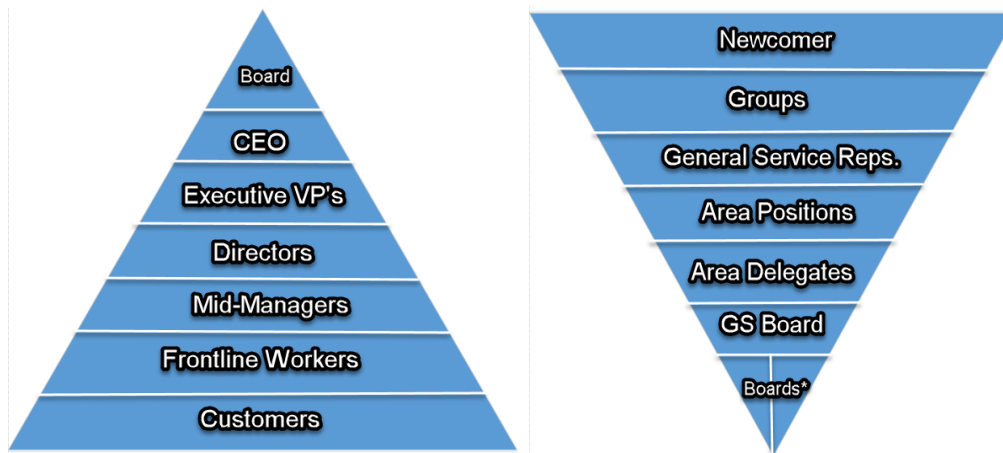 Board
CEO
Executive VP's
Directors
Mid-Managers
Frontline Workers
Customers
Newcomer
Groups
General Service Reps.
Area Positions
Area Delegates
GS Board
Boards*